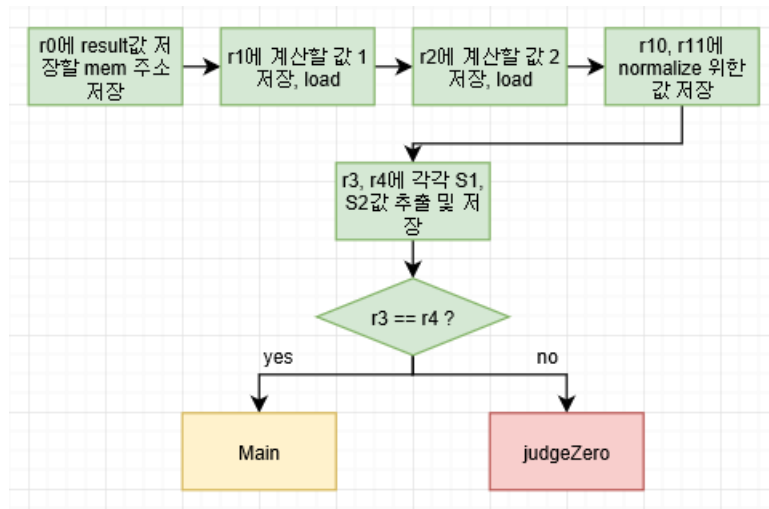 r0에 result값 저
장할 mem 주소
저장
r1에 계산할 값 1
저장, load
r2에 계산할 값 2
저장, load
r10, r11에
normalize 위한
값 저장
r3, r4에 각각 S1,
S2값 추출 및 저
장
r3 == r4 ?
yes
no
Main
judgeZero